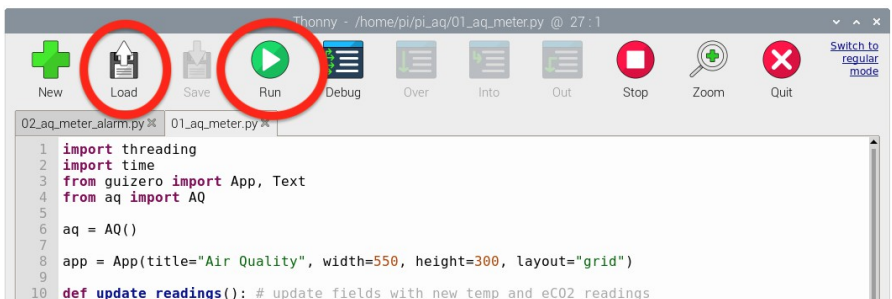 Thonny - /home/pi/pi_aq/01_aq_meter.py @ 27:1
New Load Save Run Debug Over Into Out Stop Zoom Quit
Switch to
regular
mode
02_aq_meter_alarm.py 01_aq_meter.py
1 import threading
2 import time
3 from guizero import App, Text
4 from aq import AQ
5
6 aq = AQ()
7
8 app = App(title="Air Quality", width=550, height=300, layout="grid")
9
10 def update_readings(): # update fields with new temp and eCO2 readings